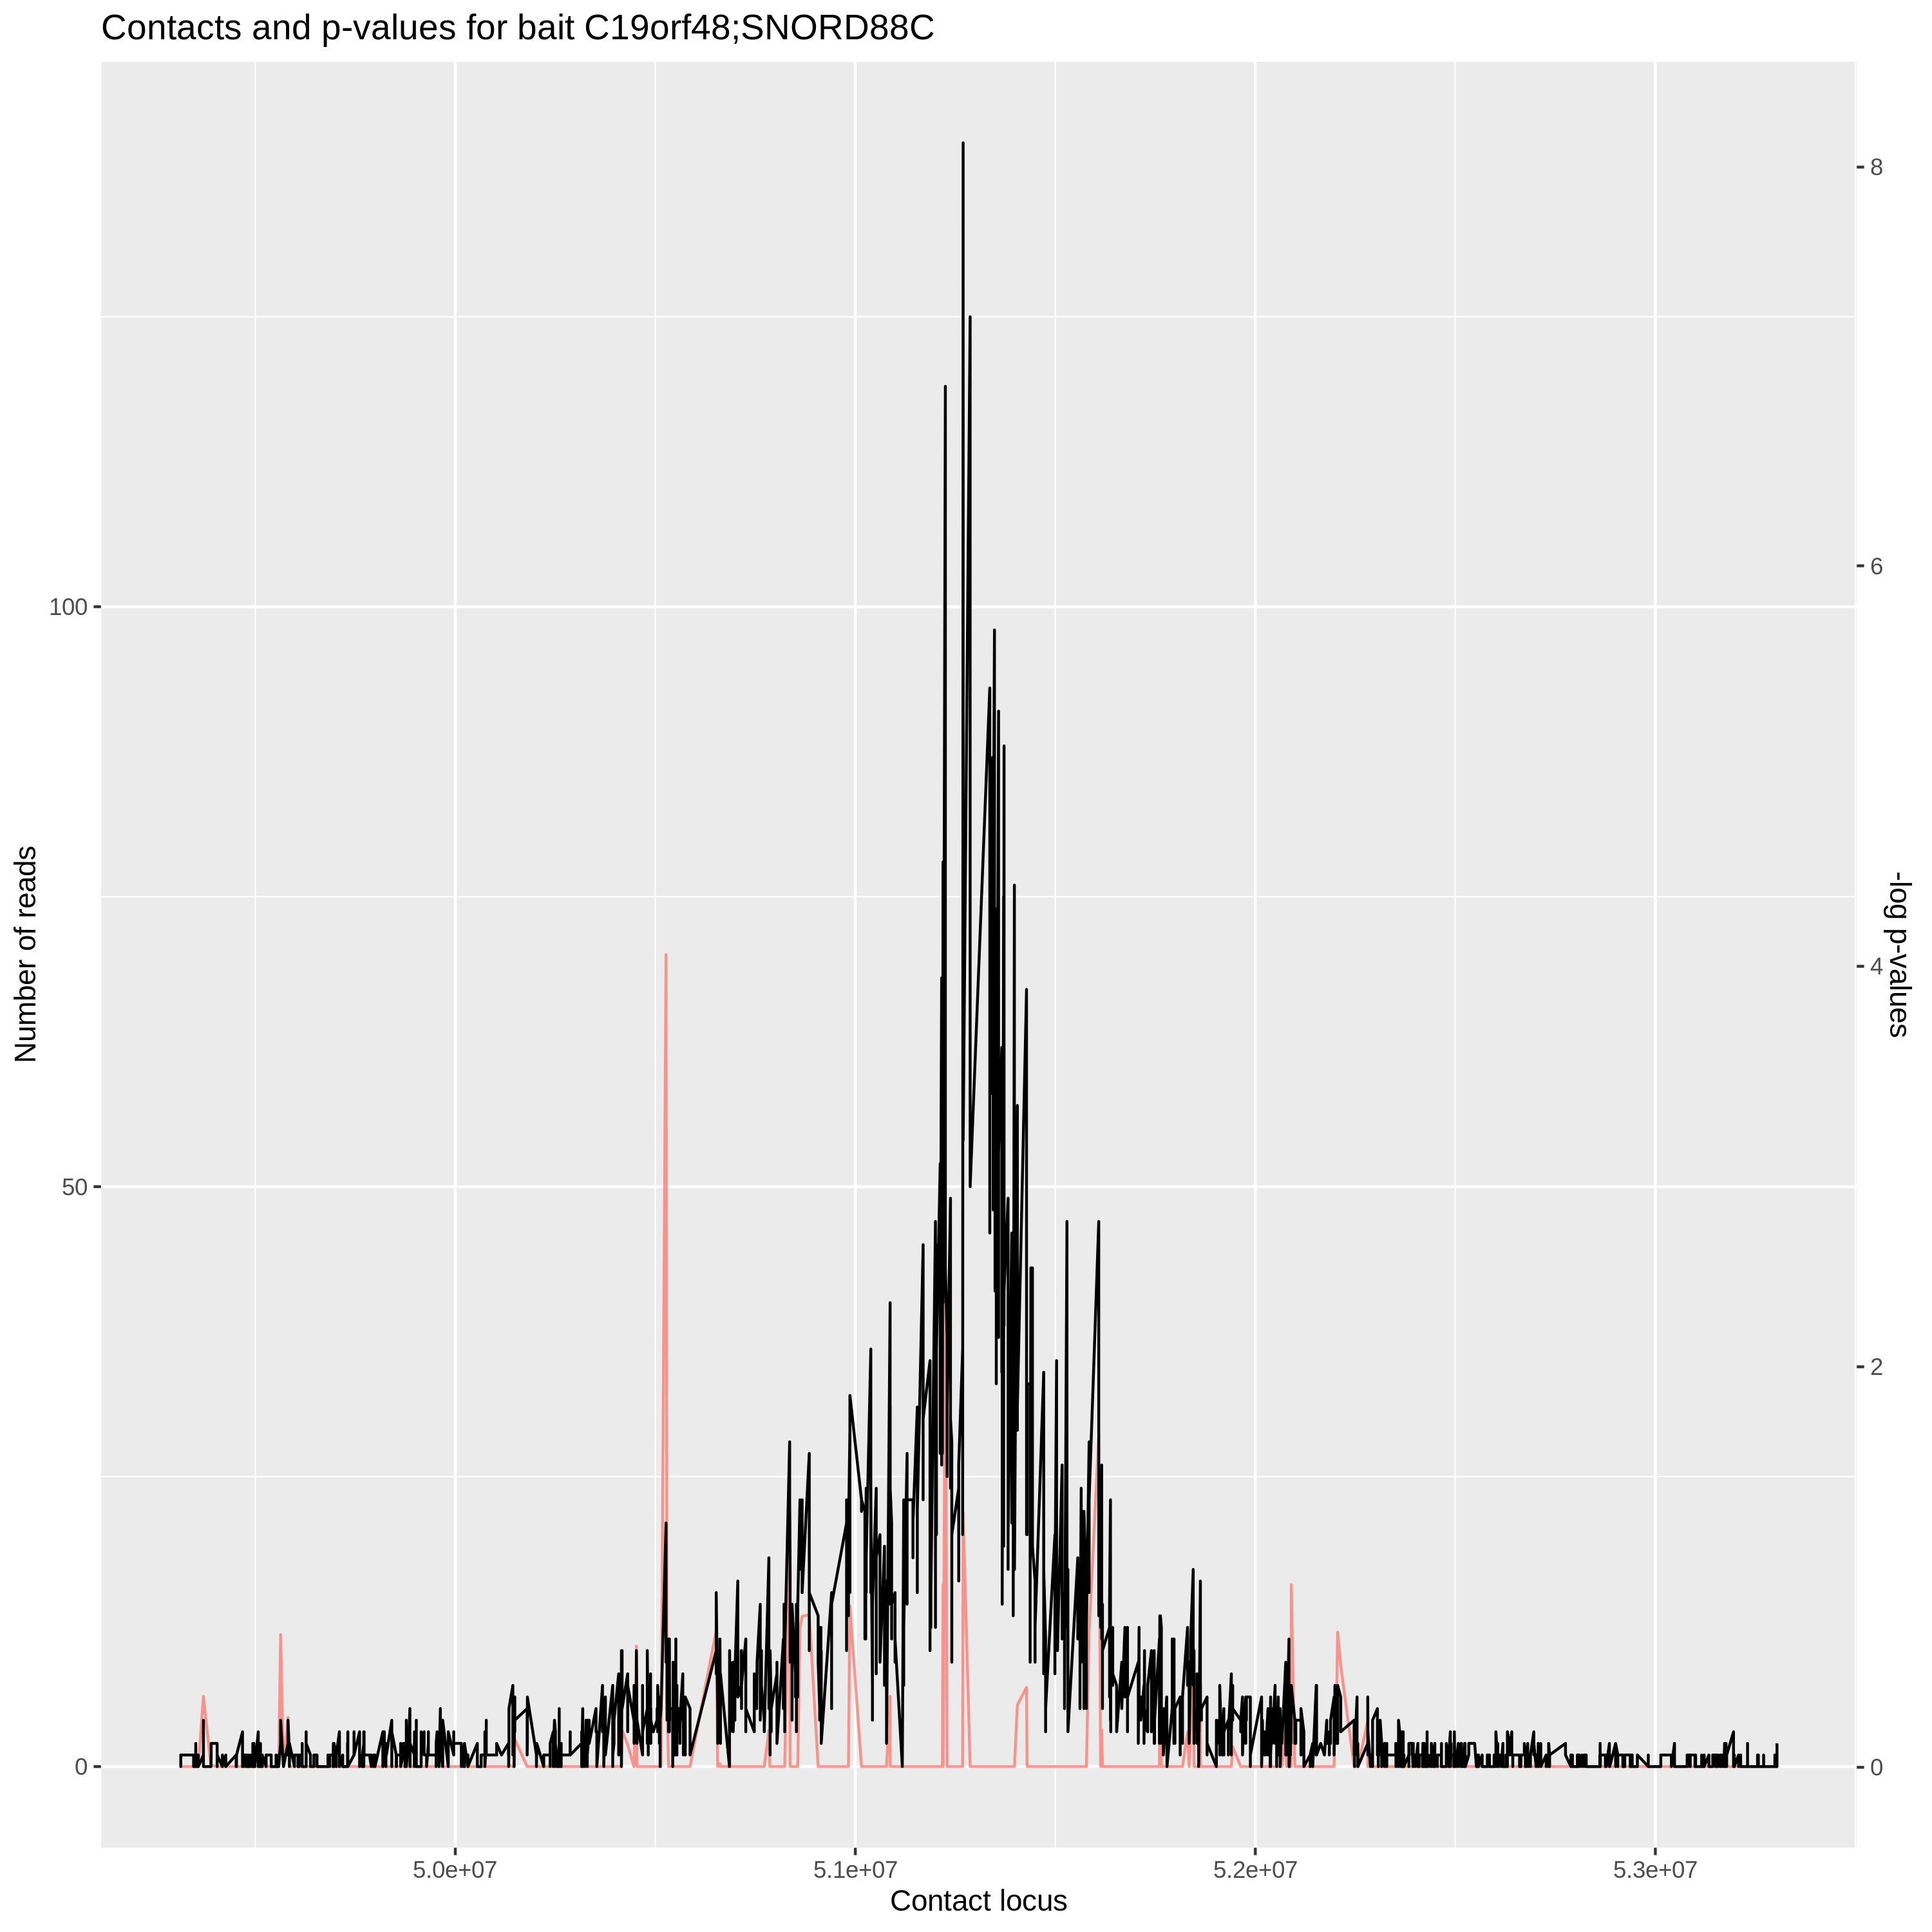 Contacts and p-values for bait C19orf48;SNORD88C
Number of reads
100
50
0
8
6
4
2
0
-log p-values
5.0e+07
5.1e+07
5.2e+07
5.3e+07
Contact locus